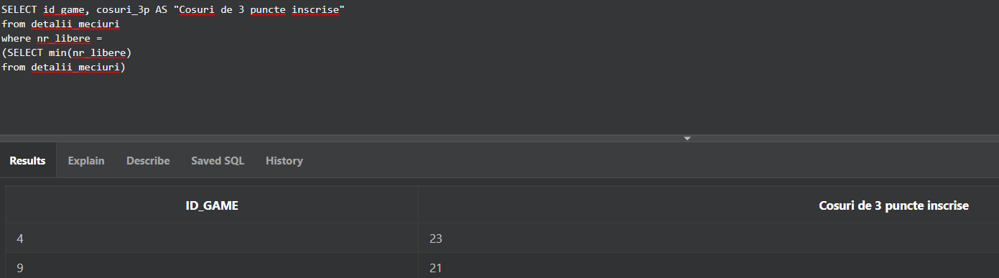 SELECT id_game, cosuri_3p AS "Cosuri de 3 puncte inscrise"
from detalii_meciuri
where nr_libere =
(SELECT min(nr_libere)
from detalii_meciuri)
Results Explain Describe Saved SQL History
ID_GAME Cosuri de 3 puncte inscrise
4 23
9 21